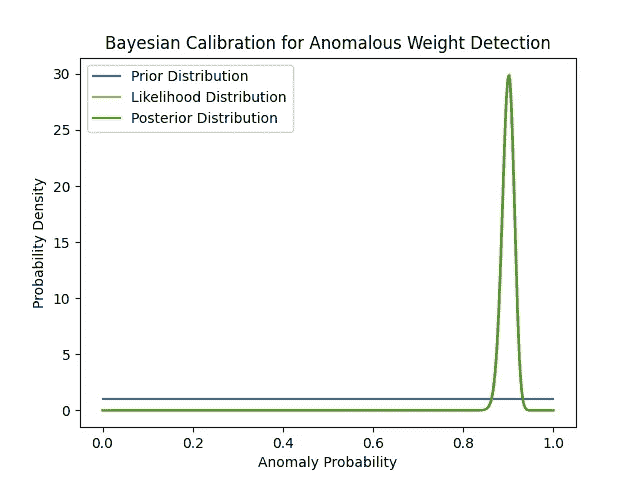 Bayesian Calibration for Anomalous Weight Detection
Prior Distribution
Likelihood Distribution
Posterior Distribution
30
25
20
15
10
5
0
Probability Density
0.0 0.2 0.4 0.6 0.8 1.0
Anomaly Probability